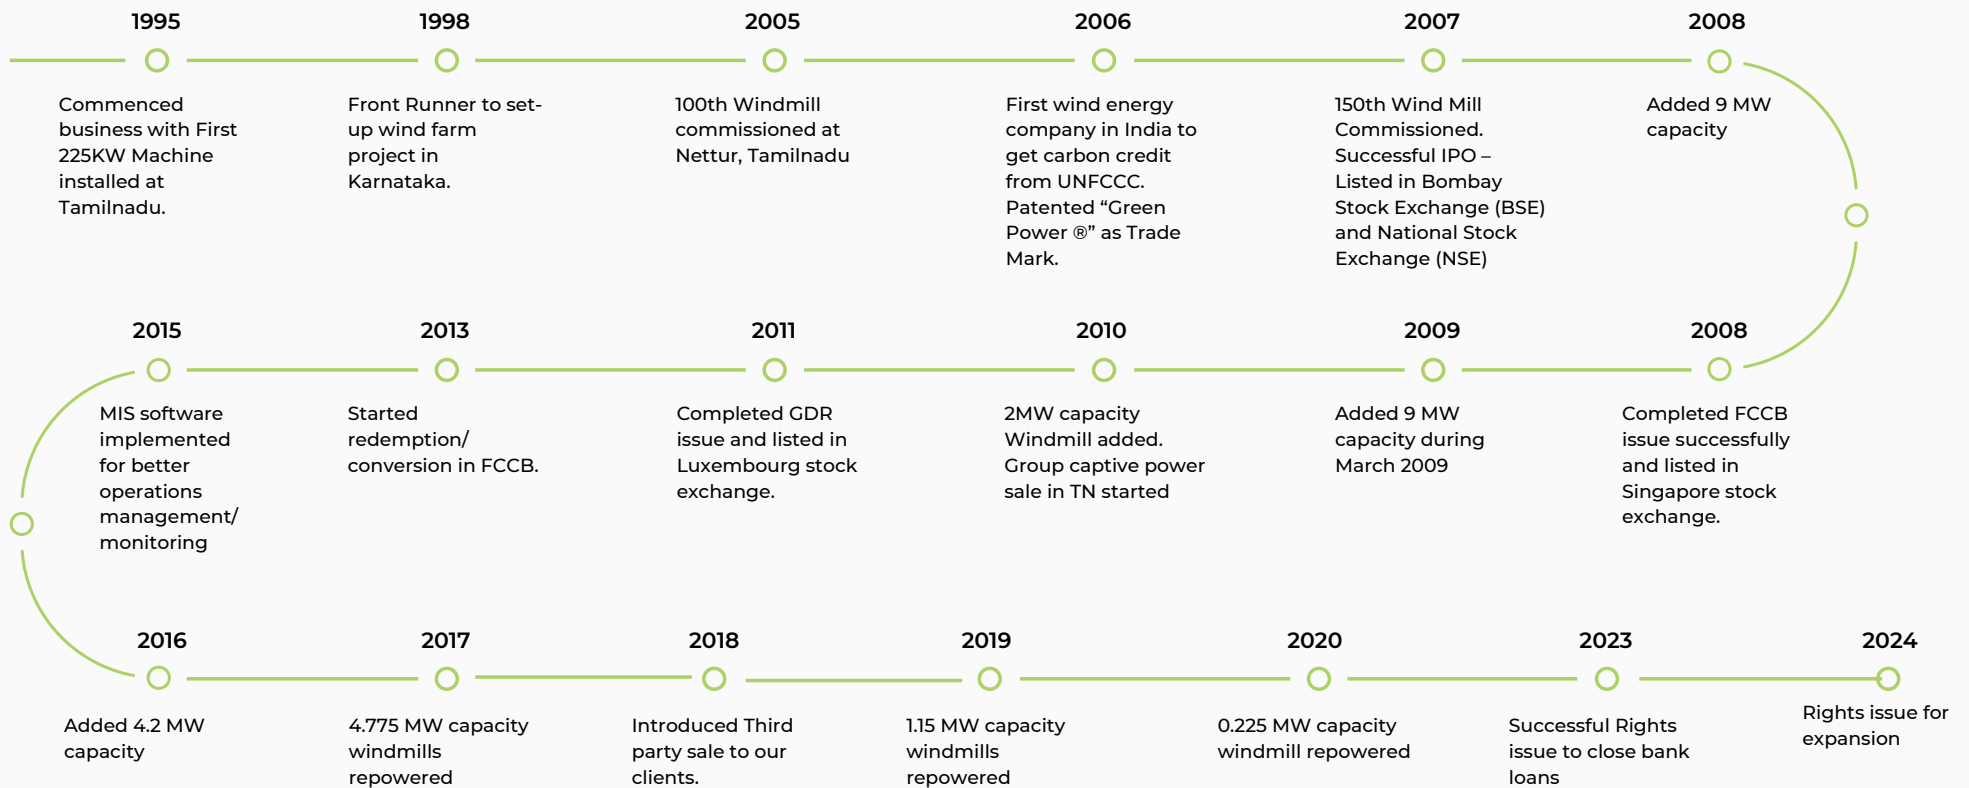 1995
Commenced
business with First
225KW Machine
installed at
Tamilnadu.
1998
Front Runner to set-
up wind farm
project in
Karnataka.
2005
100th Windmill
commissioned at
Nettur, Tamilnadu
2006
First wind energy
company in India to
get carbon credit
from UNFCCC.
Patented “Green
Power ®” as Trade
Mark.
2007
150th Wind Mill
Commissioned.
Successful IPO –
Listed in Bombay
Stock Exchange (BSE)
and National Stock
Exchange (NSE)
2008
Added 9 MW
capacity
2008
Completed FCCB
issue successfully
and listed in
Singapore stock
exchange.
2009
Added 9 MW
capacity during
March 2009
2010
2MW capacity
Windmill added.
Group captive power
sale in TN started
2011
Completed GDR
issue and listed in
Luxembourg stock
exchange.
2013
Started
redemption/
conversion in FCCB.
2015
MIS software
implemented
for better
operations
management/
monitoring
2016
Added 4.2 MW
capacity
2017
4.775 MW capacity
windmills
repowered
2018
Introduced Third
party sale to our
clients.
2019
1.15 MW capacity
windmills
repowered
2020
0.225 MW capacity
windmill repowered
2023
Successful Rights
issue to close bank
loans
2024
Rights issue for
expansion